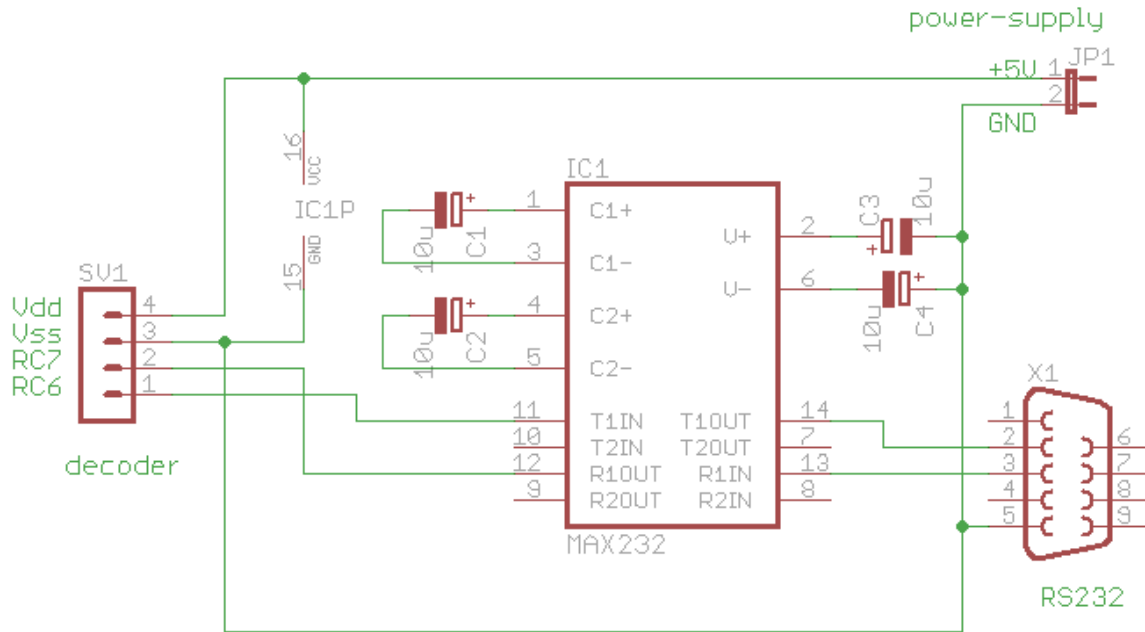 power-supply
JP1
+5V 1
2
GND
16
VCC
IC1P
GND
15
IC1
1 C1+
10u C1
3 C1-
4 C2+
10u C2
5 C2-
V+ 2
C3 10u
+
V- 6
10u C4
+
+
+
SV1
Vdd 4
Vss 3
RC7 2
RC6 1
decoder
11 T1IN T1OUT 14
10 T2IN T2OUT 7
12 R1OUT R1IN 13
9 R2OUT R2IN 8
MAX232
X1
1
2 6
3 7
4 8
5 9
RS232